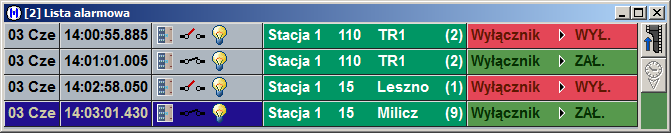 [2] Lista alarmowa
03 Cze 14:00:55.885 Stacja 1 110 TR1 (2) Wyłącznik WYŁ.
03 Cze 14:01:01.005 Stacja 1 110 TR1 (2) Wyłącznik ZAŁ.
03 Cze 14:02:58.050 Stacja 1 15 Leszno (1) Wyłącznik WYŁ.
03 Cze 14:03:01.430 Stacja 1 15 Milicz (9) Wyłącznik ZAŁ.